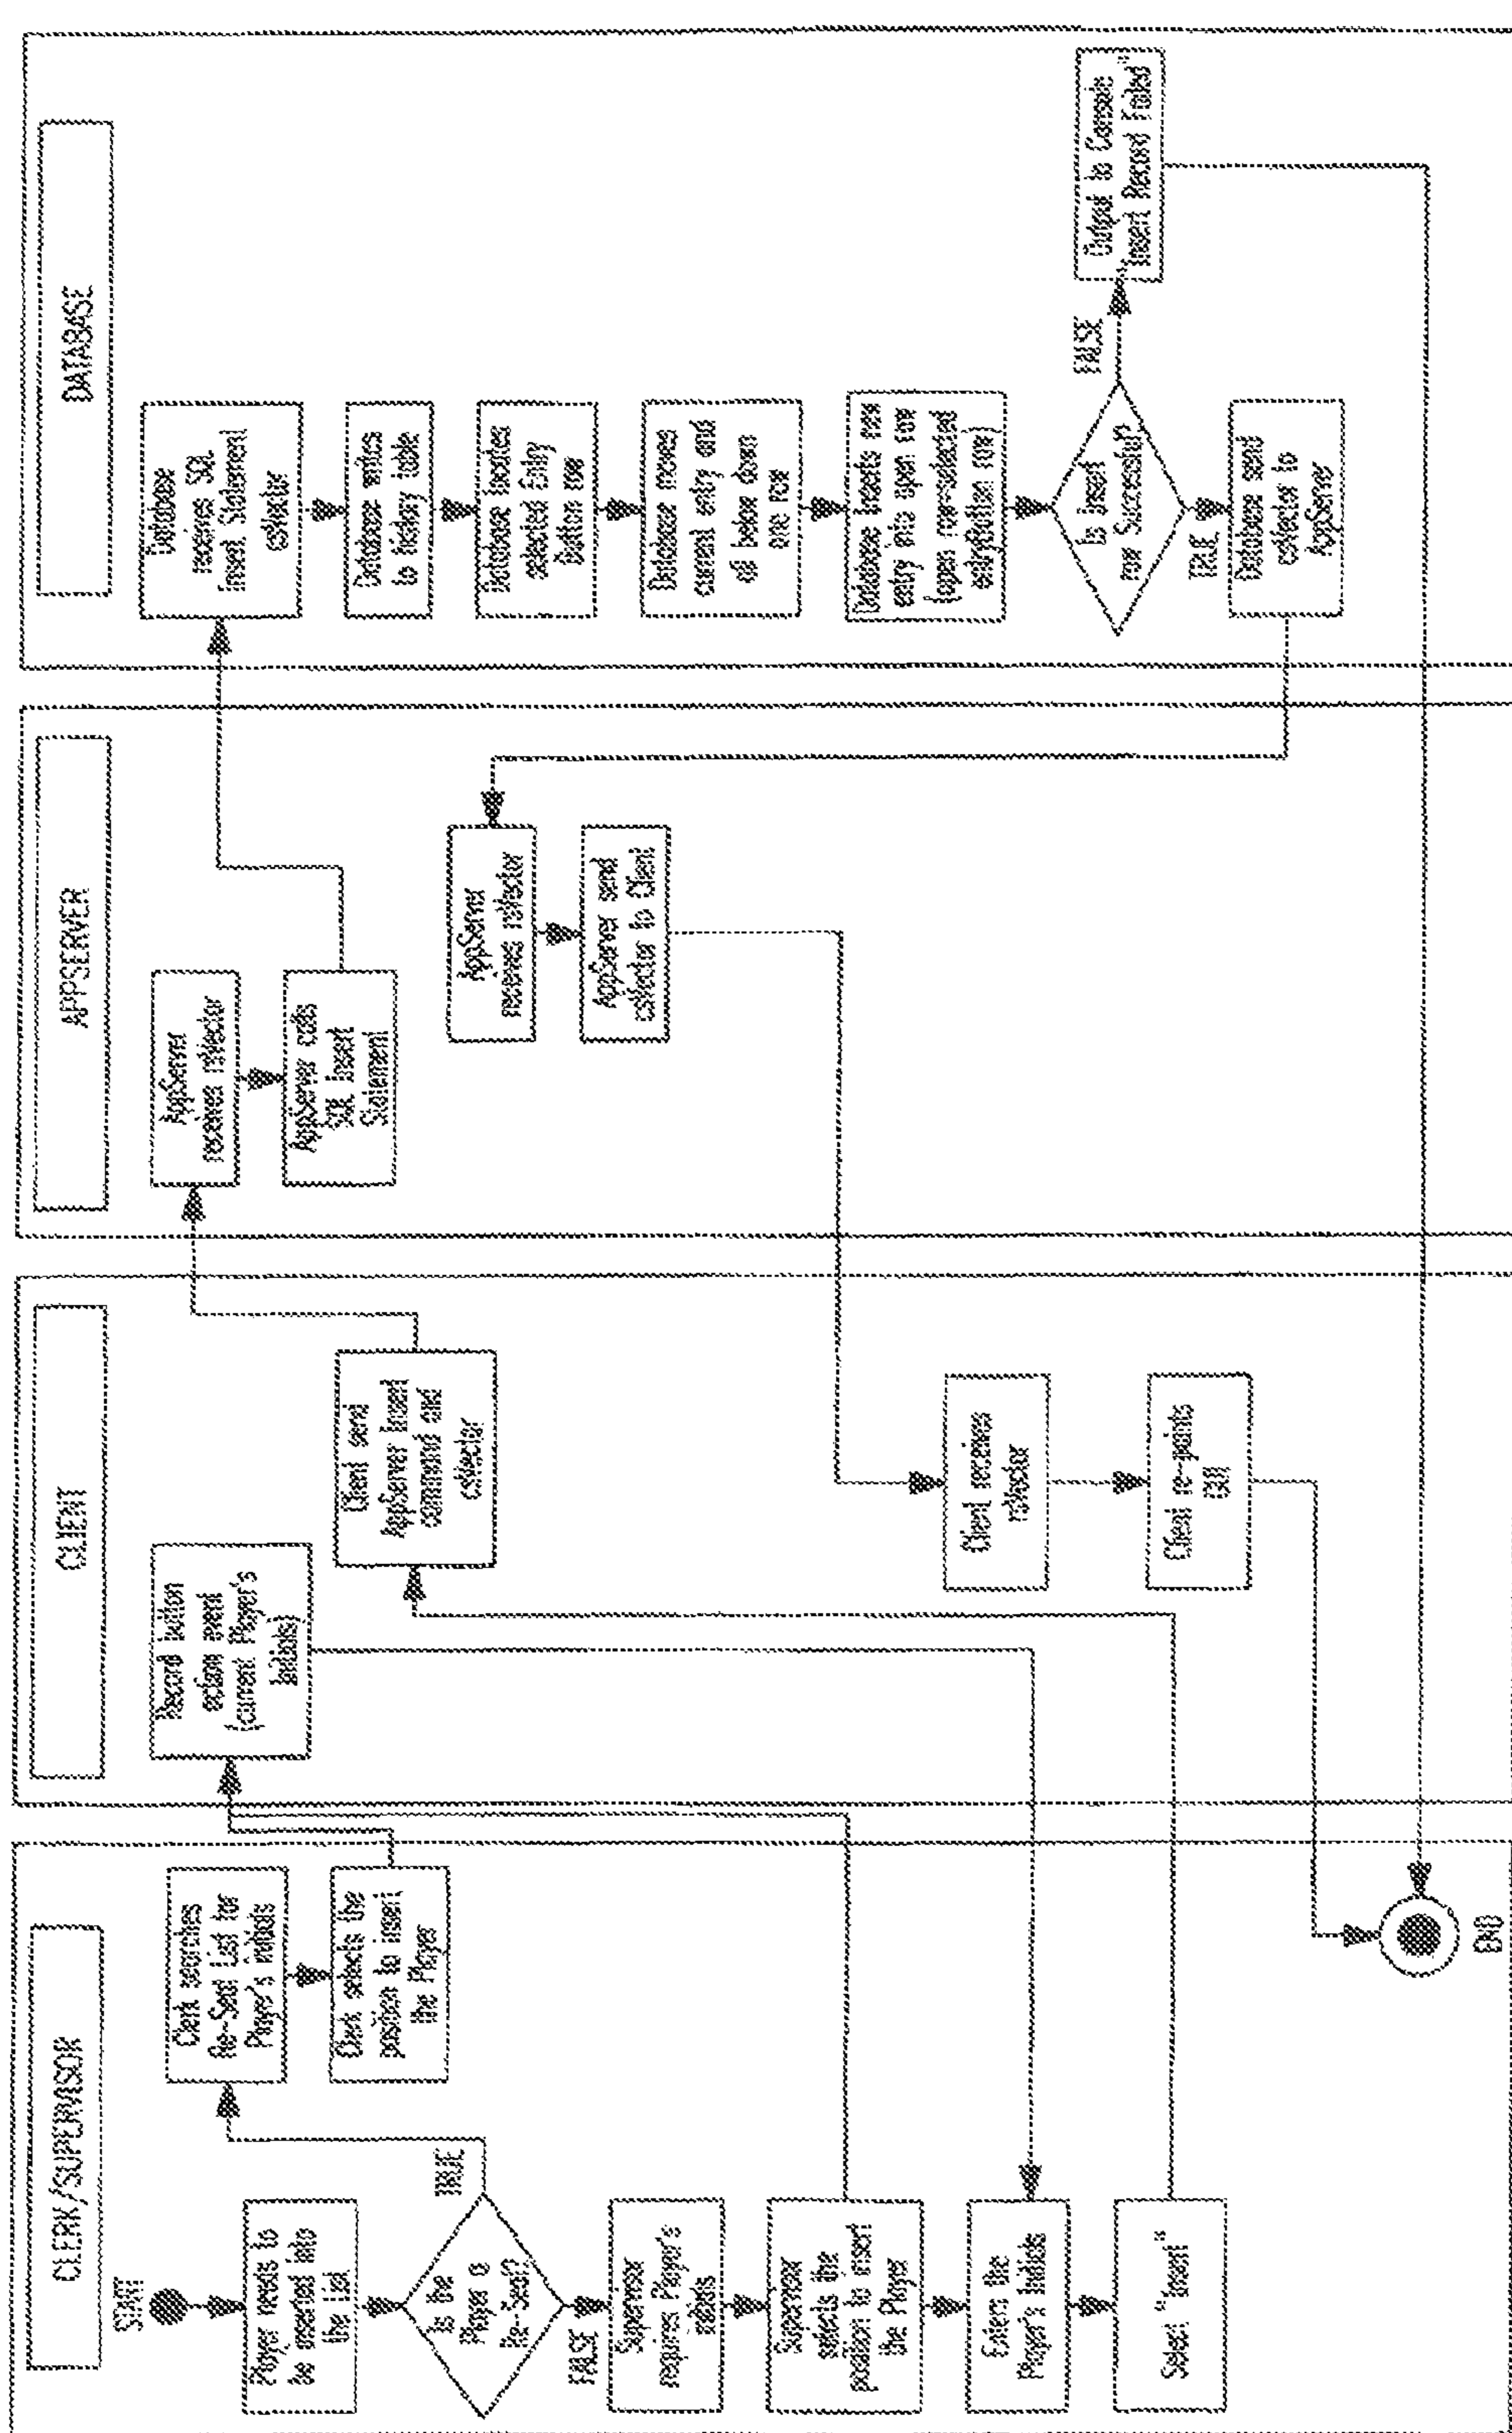 CLERK/SUPERVISOR
START
Player needs to
be inserted into
the List
Is the
Player a
Re-Seat?
TRUE
FALSE
Clerk searches
Re-Seat List for
Player's initials
Clerk selects the
position to insert
the Player
Supervisor
requires Player's
initials
Supervisor
selects the
position to insert
the Player
Enters the
Player's Initials
Select "Insert"
END
CLIENT
Record button
action event
(current Player's
Initials)
Client send
AppServer Insert
command and
Client receives
Client re-paints
GUI
APPSERVER
AppServer
receives
AppServer calls
SQL Insert
Statement
AppServer
receives
AppServer send
to Client
DATABASE
Database
receives SQL
Insert Statement
Database writes
to history table
Database locates
selected Entry
Button row
Database moves
current entry and
all below down
one row
Database inserts new
entry into open row
(open row=selected
entryButton row)
Is Insert
row Successful?
FALSE
TRUE
Output to Console
"Insert Record Failed"
Database send
to
AppServer